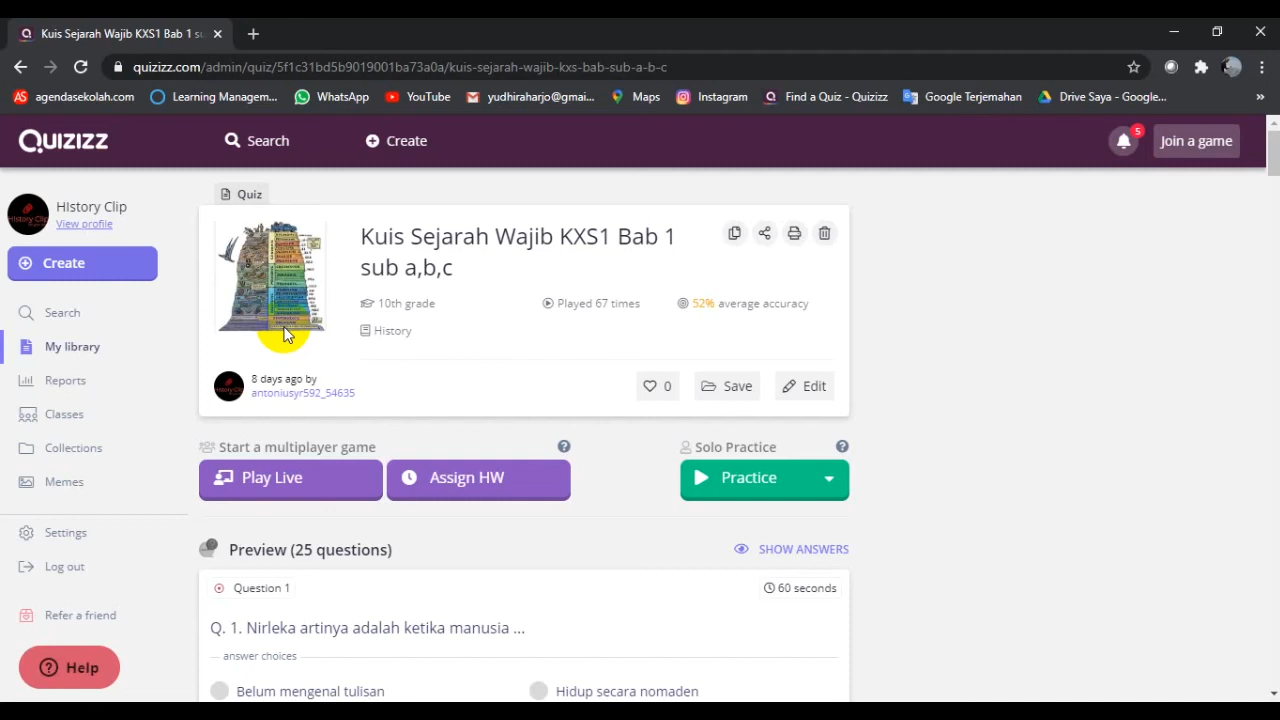 Kuis Sejarah Wajib KXS1 Bab 1 su
quizizz.com/admin/quiz/5f1c31bd5b9019001ba73a0a/kuis-sejarah-wajib-kxs-bab-sub-a-b-c
agendasekolah.com
Learning Managem...
WhatsApp
YouTube
yudhiraharjo@gmai...
Maps
Instagram
Find a Quiz - Quizizz
Google Terjemahan
Drive Saya - Google...
QUIZIZZ
Search
Create
5
Join a game
HIstory Clip
View profile
Create
Search
My library
Reports
Classes
Collections
Memes
Settings
Log out
Refer a friend
Help
Quiz
Kuis Sejarah Wajib KXS1 Bab 1
sub a,b,c
10th grade
Played 67 times
52% average accuracy
History
8 days ago by
antoniusyr592_54635
0
Save
Edit
Start a multiplayer game
Solo Practice
Play Live
Assign HW
Practice
Preview (25 questions)
SHOW ANSWERS
Question 1
60 seconds
Q. 1. Nirleka artinya adalah ketika manusia ...
answer choices
Belum mengenal tulisan
Hidup secara nomaden